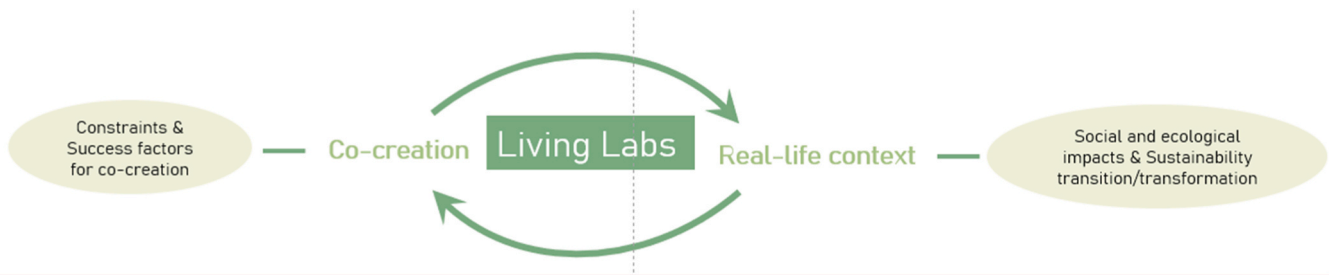 Constraints &
Success factors
for co-creation
Co-creation
Living Labs
Real-life context
Social and ecological
impacts & Sustainability
transition/transformation